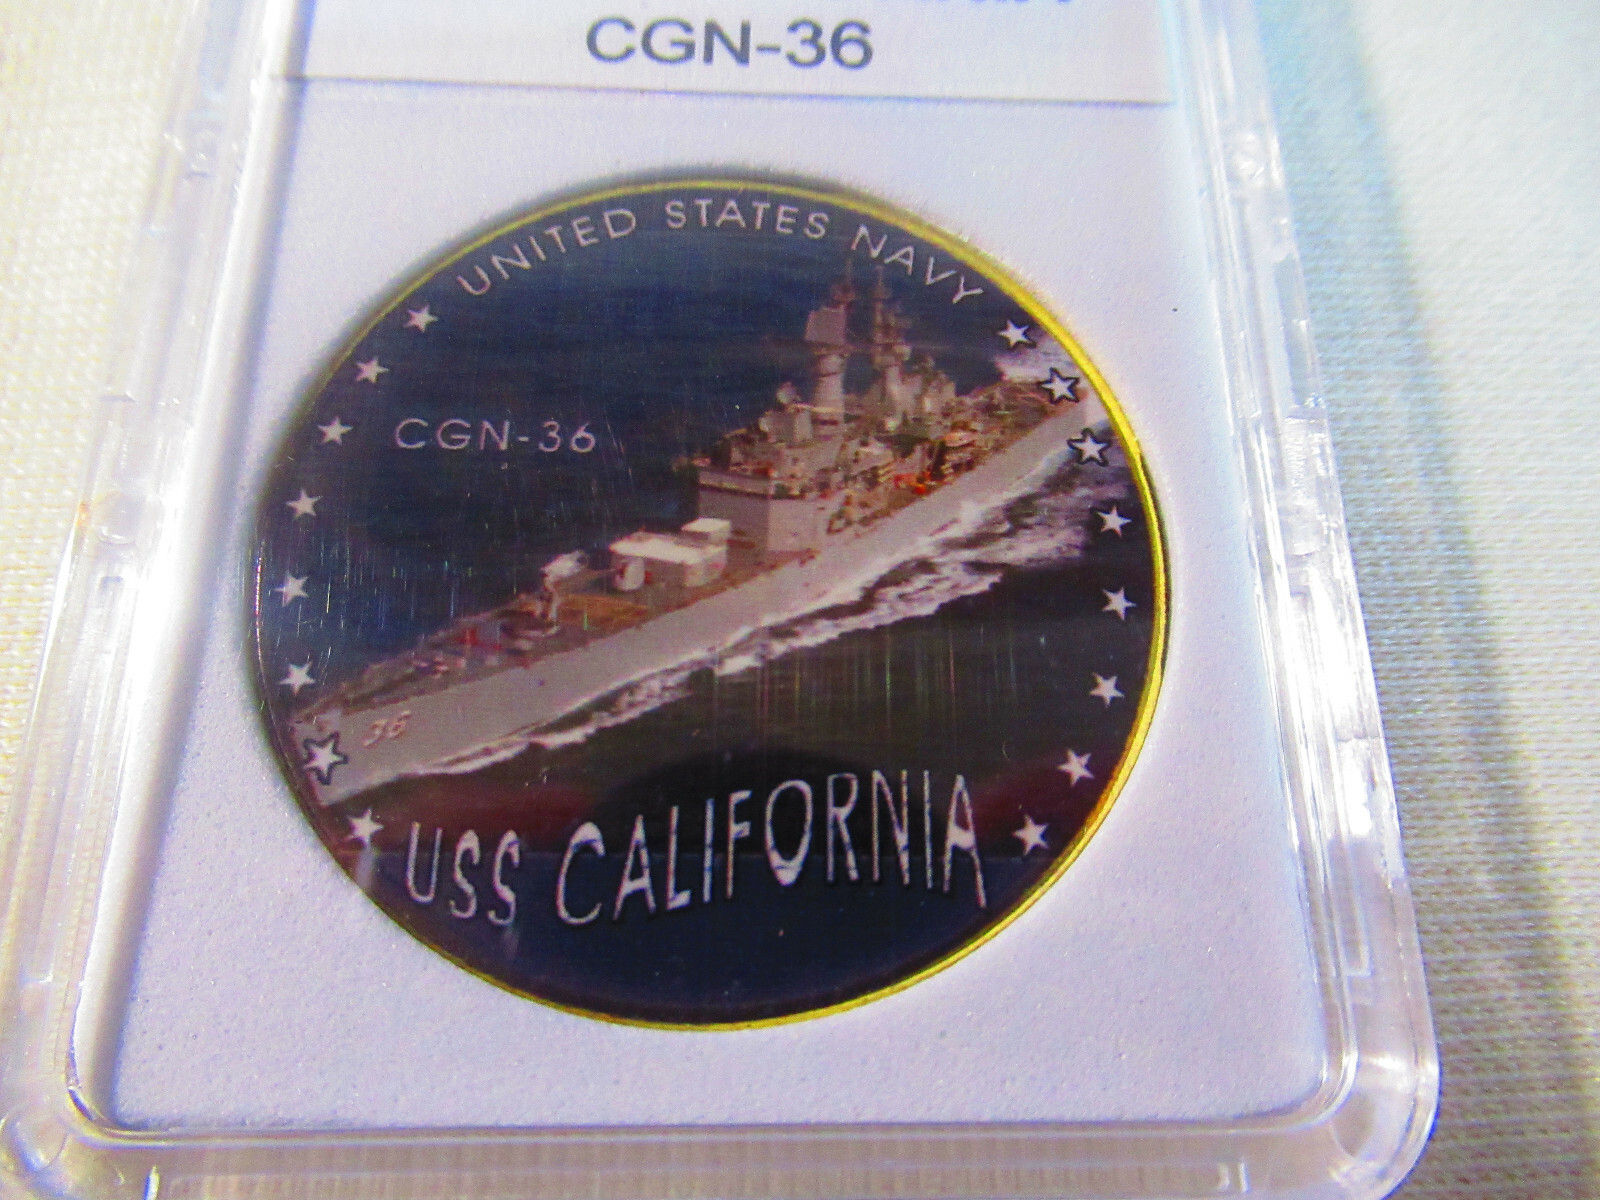 CGN-36
UNITED STATES NAVY
CGN-36
36
USS CALIFORNIA